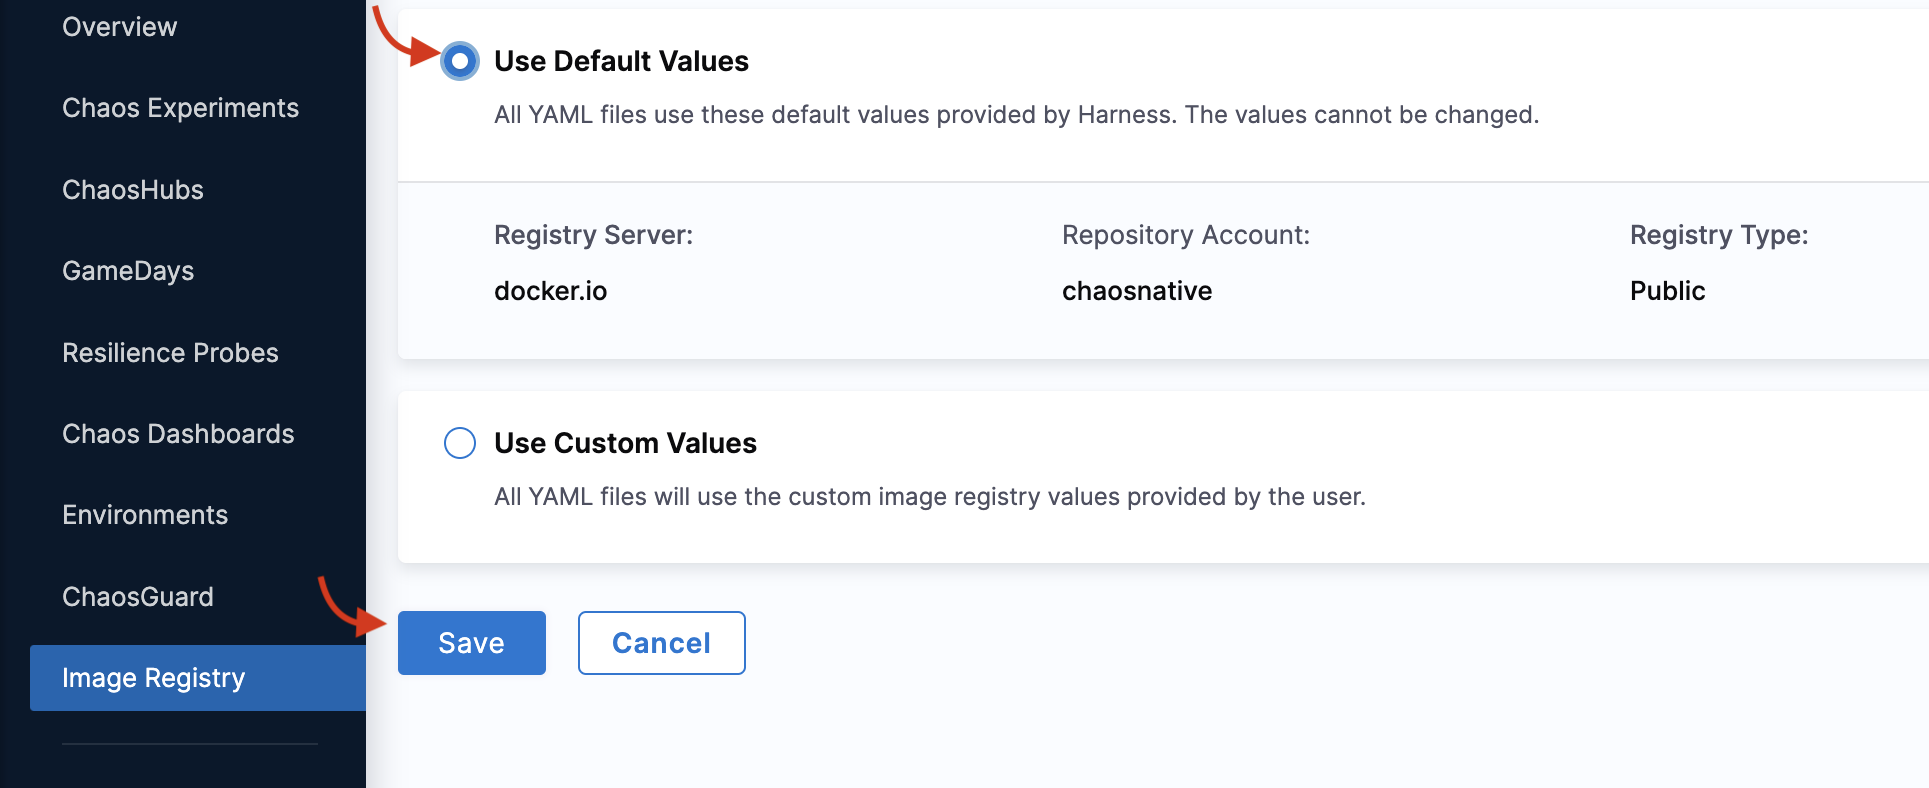 Overview
Chaos Experiments
ChaosHubs
GameDays
Resilience Probes
Chaos Dashboards
Environments
ChaosGuard
Image Registry
Use Default Values
All YAML files use these default values provided by Harness. The values cannot be changed.
Registry Server: Repository Account: Registry Type:
docker.io chaosnative Public
Use Custom Values
All YAML files will use the custom image registry values provided by the user.
Save Cancel